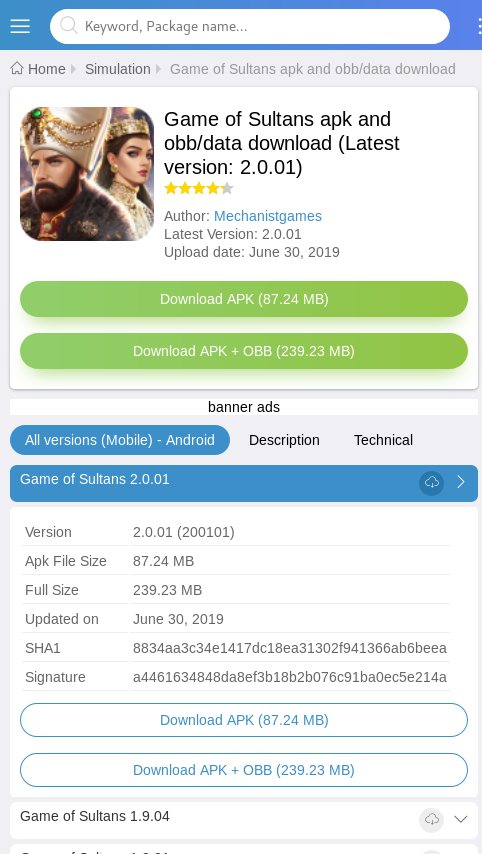 Keyword, Package name...
Home Simulation Game of Sultans apk and obb/data download
Game of Sultans apk and
obb/data download (Latest
version: 2.0.01)
Author: Mechanistgames
Latest Version: 2.0.01
Upload date: June 30, 2019
Download APK (87.24 MB)
Download APK + OBB (239.23 MB)
banner ads
All versions (Mobile) - Android Description Technical
Game of Sultans 2.0.01
Version 2.0.01 (200101)
Apk File Size 87.24 MB
Full Size 239.23 MB
Updated on June 30, 2019
SHA1 8834aa3c34e1417dc18ea31302f941366ab6beea
Signature a4461634848da8ef3b18b2b076c91ba0ec5e214a
Download APK (87.24 MB)
Download APK + OBB (239.23 MB)
Game of Sultans 1.9.04